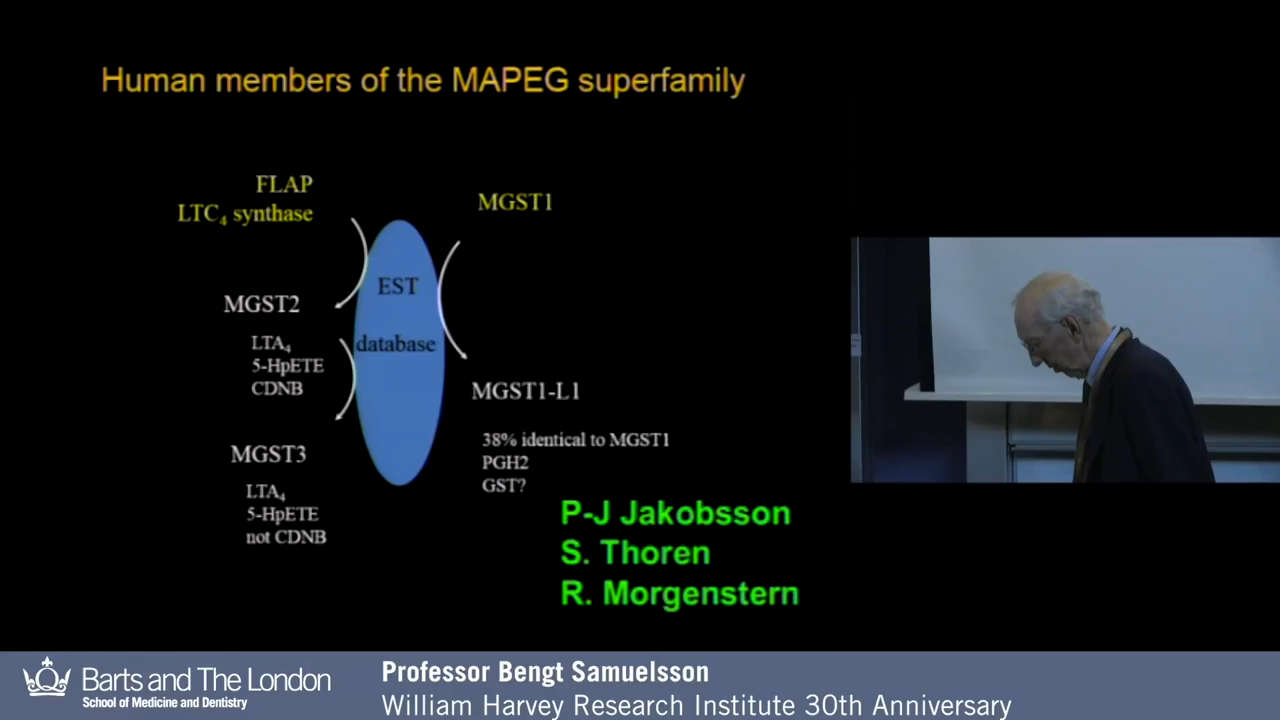 Human members of the MAPEG superfamily
FLAP
LTC₄ synthase
MGST1
EST
database
MGST2
LTA₄
5-HpETE
CDNB
MGST1-L1
38% identical to MGST1
PGH2
GST?
MGST3
LTA₄
5-HpETE
not CDNB
P-J Jakobsson
S. Thoren
R. Morgenstern
Barts and The London
School of Medicine and Dentistry
Professor Bengt Samuelsson
William Harvey Research Institute 30th Anniversary